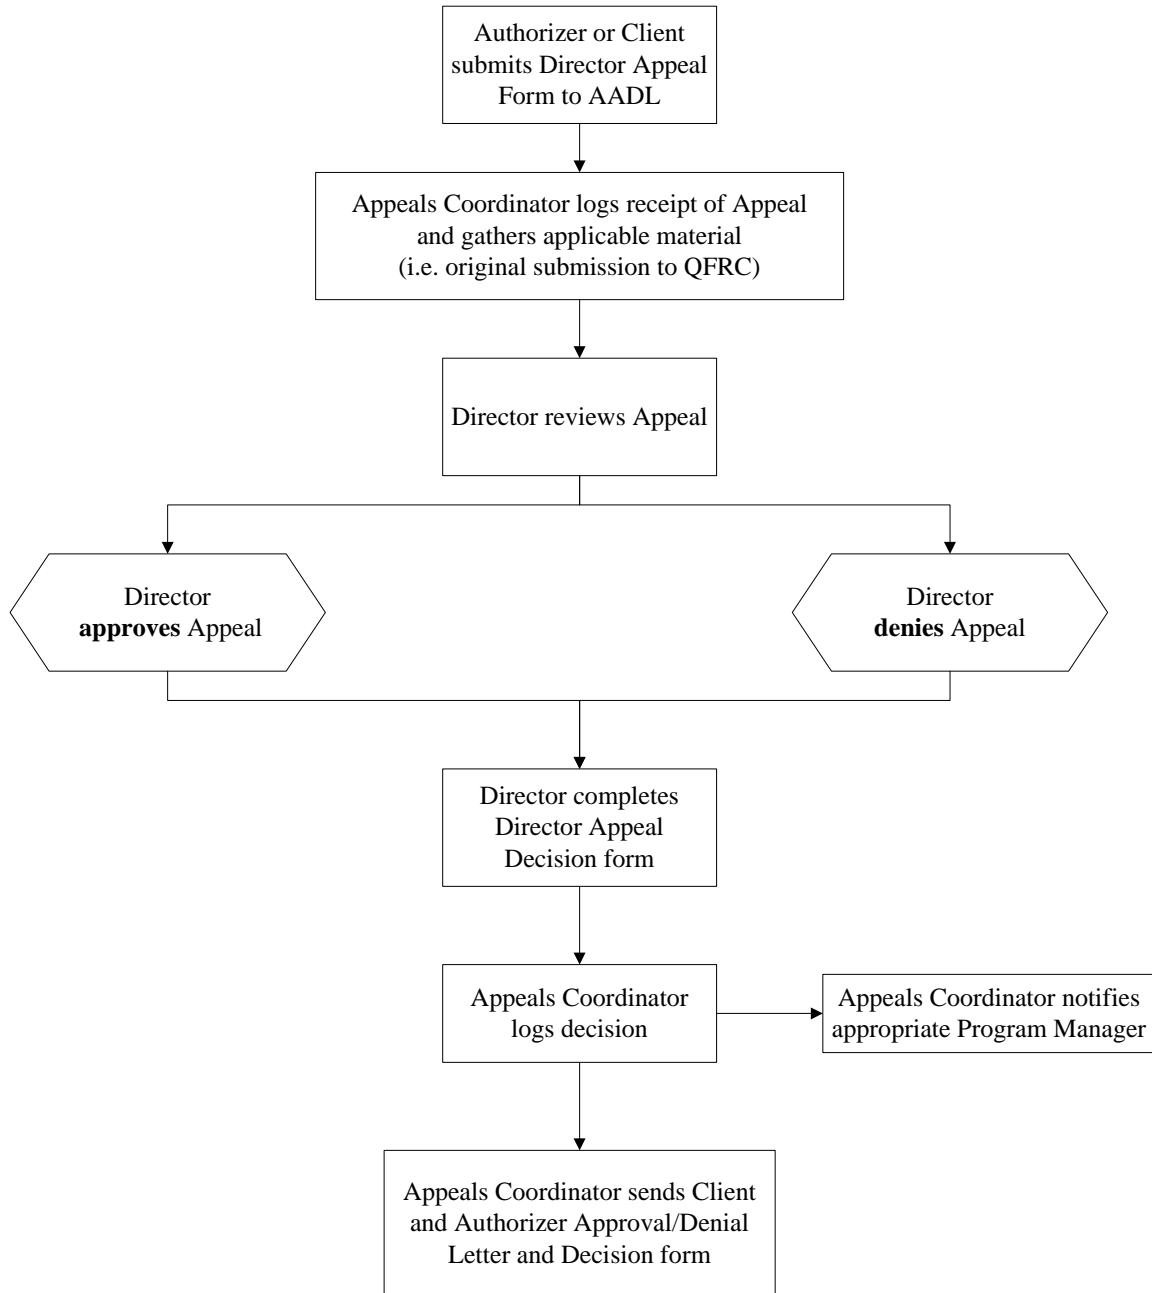 Authorizer or Client
submits Director Appeal
Form to AADL
Appeals Coordinator logs receipt of Appeal
and gathers applicable material
(i.e. original submission to QFRC)
Director reviews Appeal
Director
approves Appeal
Director
denies Appeal
Director completes
Director Appeal
Decision form
Appeals Coordinator
logs decision
Appeals Coordinator notifies
appropriate Program Manager
Appeals Coordinator sends Client
and Authorizer Approval/Denial
Letter and Decision form